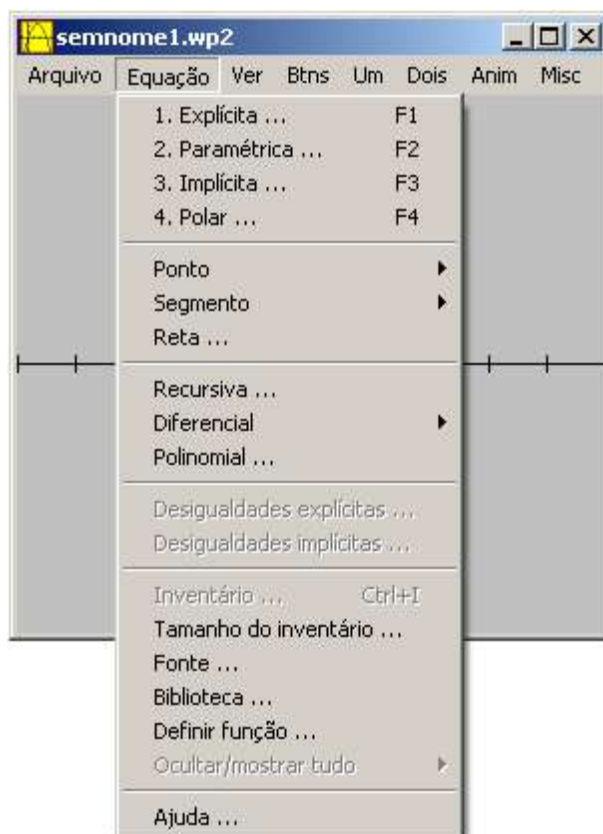 semnome1.wp2
Arquivo Equação Ver Btns Um Dois Anim Misc
1. Explícita ... F1
2. Paramétrica ... F2
3. Implícita ... F3
4. Polar ... F4
Ponto
Segmento
Reta ...
Recursiva ...
Diferencial
Polinomial ...
Desigualdades explícitas ...
Desigualdades implícitas ...
Inventário ... Ctrl+I
Tamanho do inventário ...
Fonte ...
Biblioteca ...
Definir função ...
Ocultar/mostrar tudo
Ajuda ...